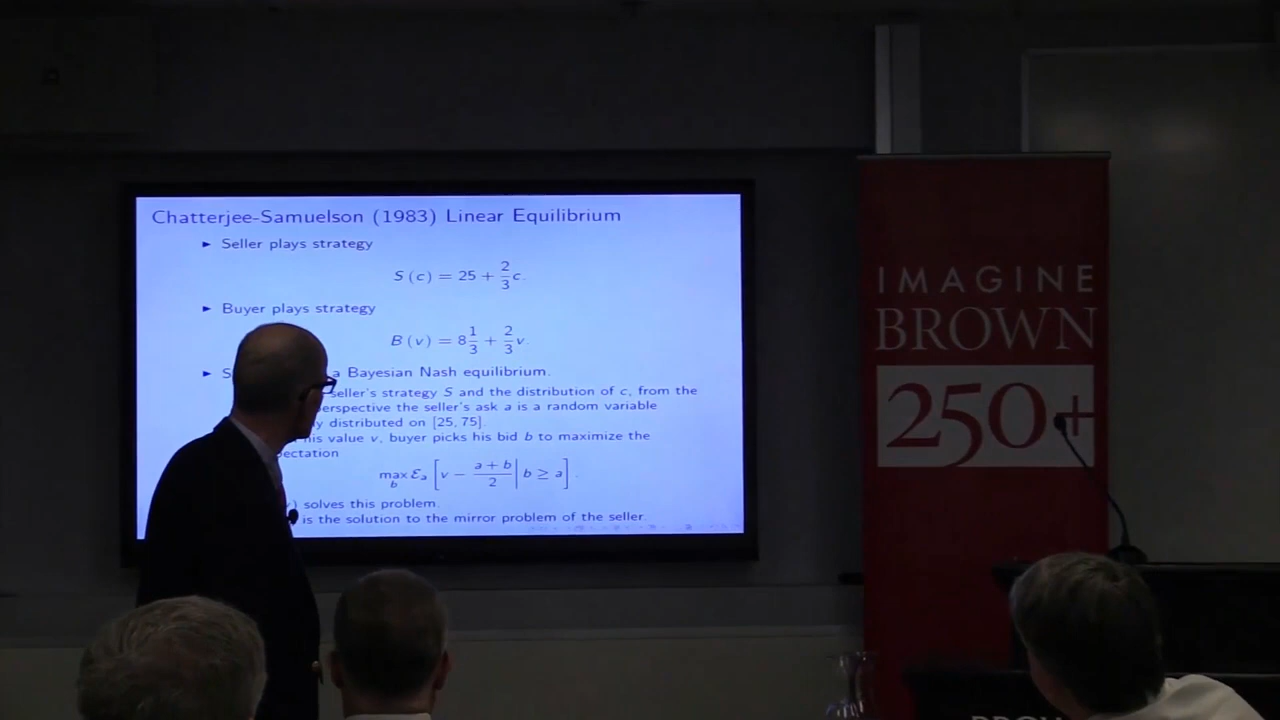 Chatterjee-Samuelson (1983) Linear Equilibrium
► Seller plays strategy
S (c) = 25 + 2/3 c.
► Buyer plays strategy
B (v) = 8 1/3 + 2/3 v.
► a Bayesian Nash equilibrium.
seller's strategy S and the distribution of c, from the
the seller's ask a is a random variable
distributed on [25, 75].
his value v, buyer picks his bid b to maximize the
max_b ℰ_a [ v − (a + b)/2 | b ≥ a ] .
solves this problem.
is the solution to the mirror problem of the seller.
IMAGINE
BROWN
250+